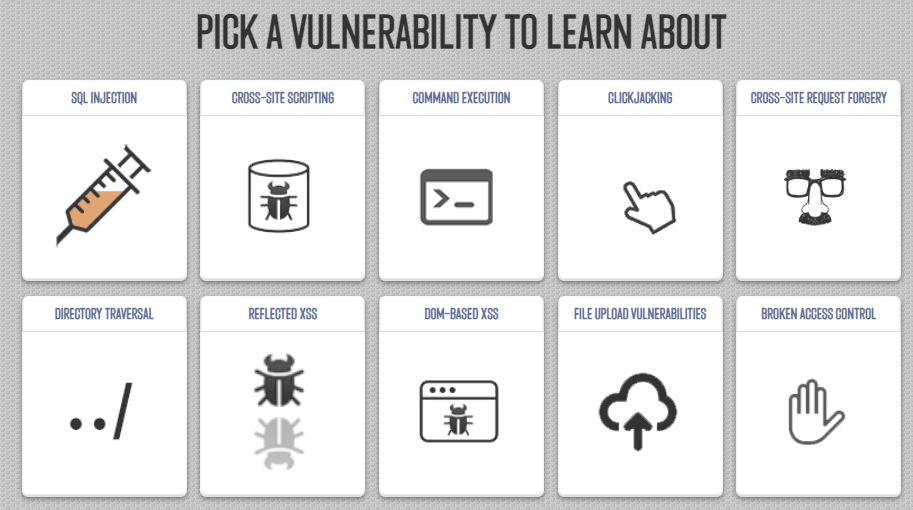 PICK A VULNERABILITY TO LEARN ABOUT
SQL INJECTION
CROSS-SITE SCRIPTING
COMMAND EXECUTION
CLICKJACKING
CROSS-SITE REQUEST FORGERY
>_
DIRECTORY TRAVERSAL
REFLECTED XSS
DOM-BASED XSS
FILE UPLOAD VULNERABILITIES
BROKEN ACCESS CONTROL
../